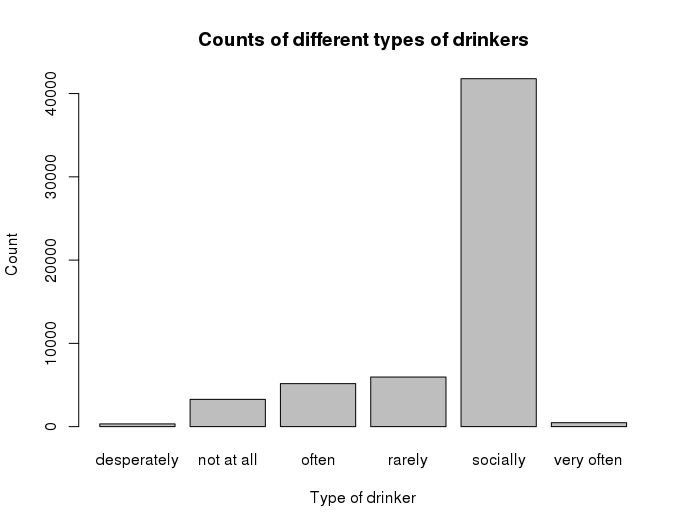 Counts of different types of drinkers
40000
30000
20000
10000
0
Count
desperately not at all often rarely socially very often
Type of drinker